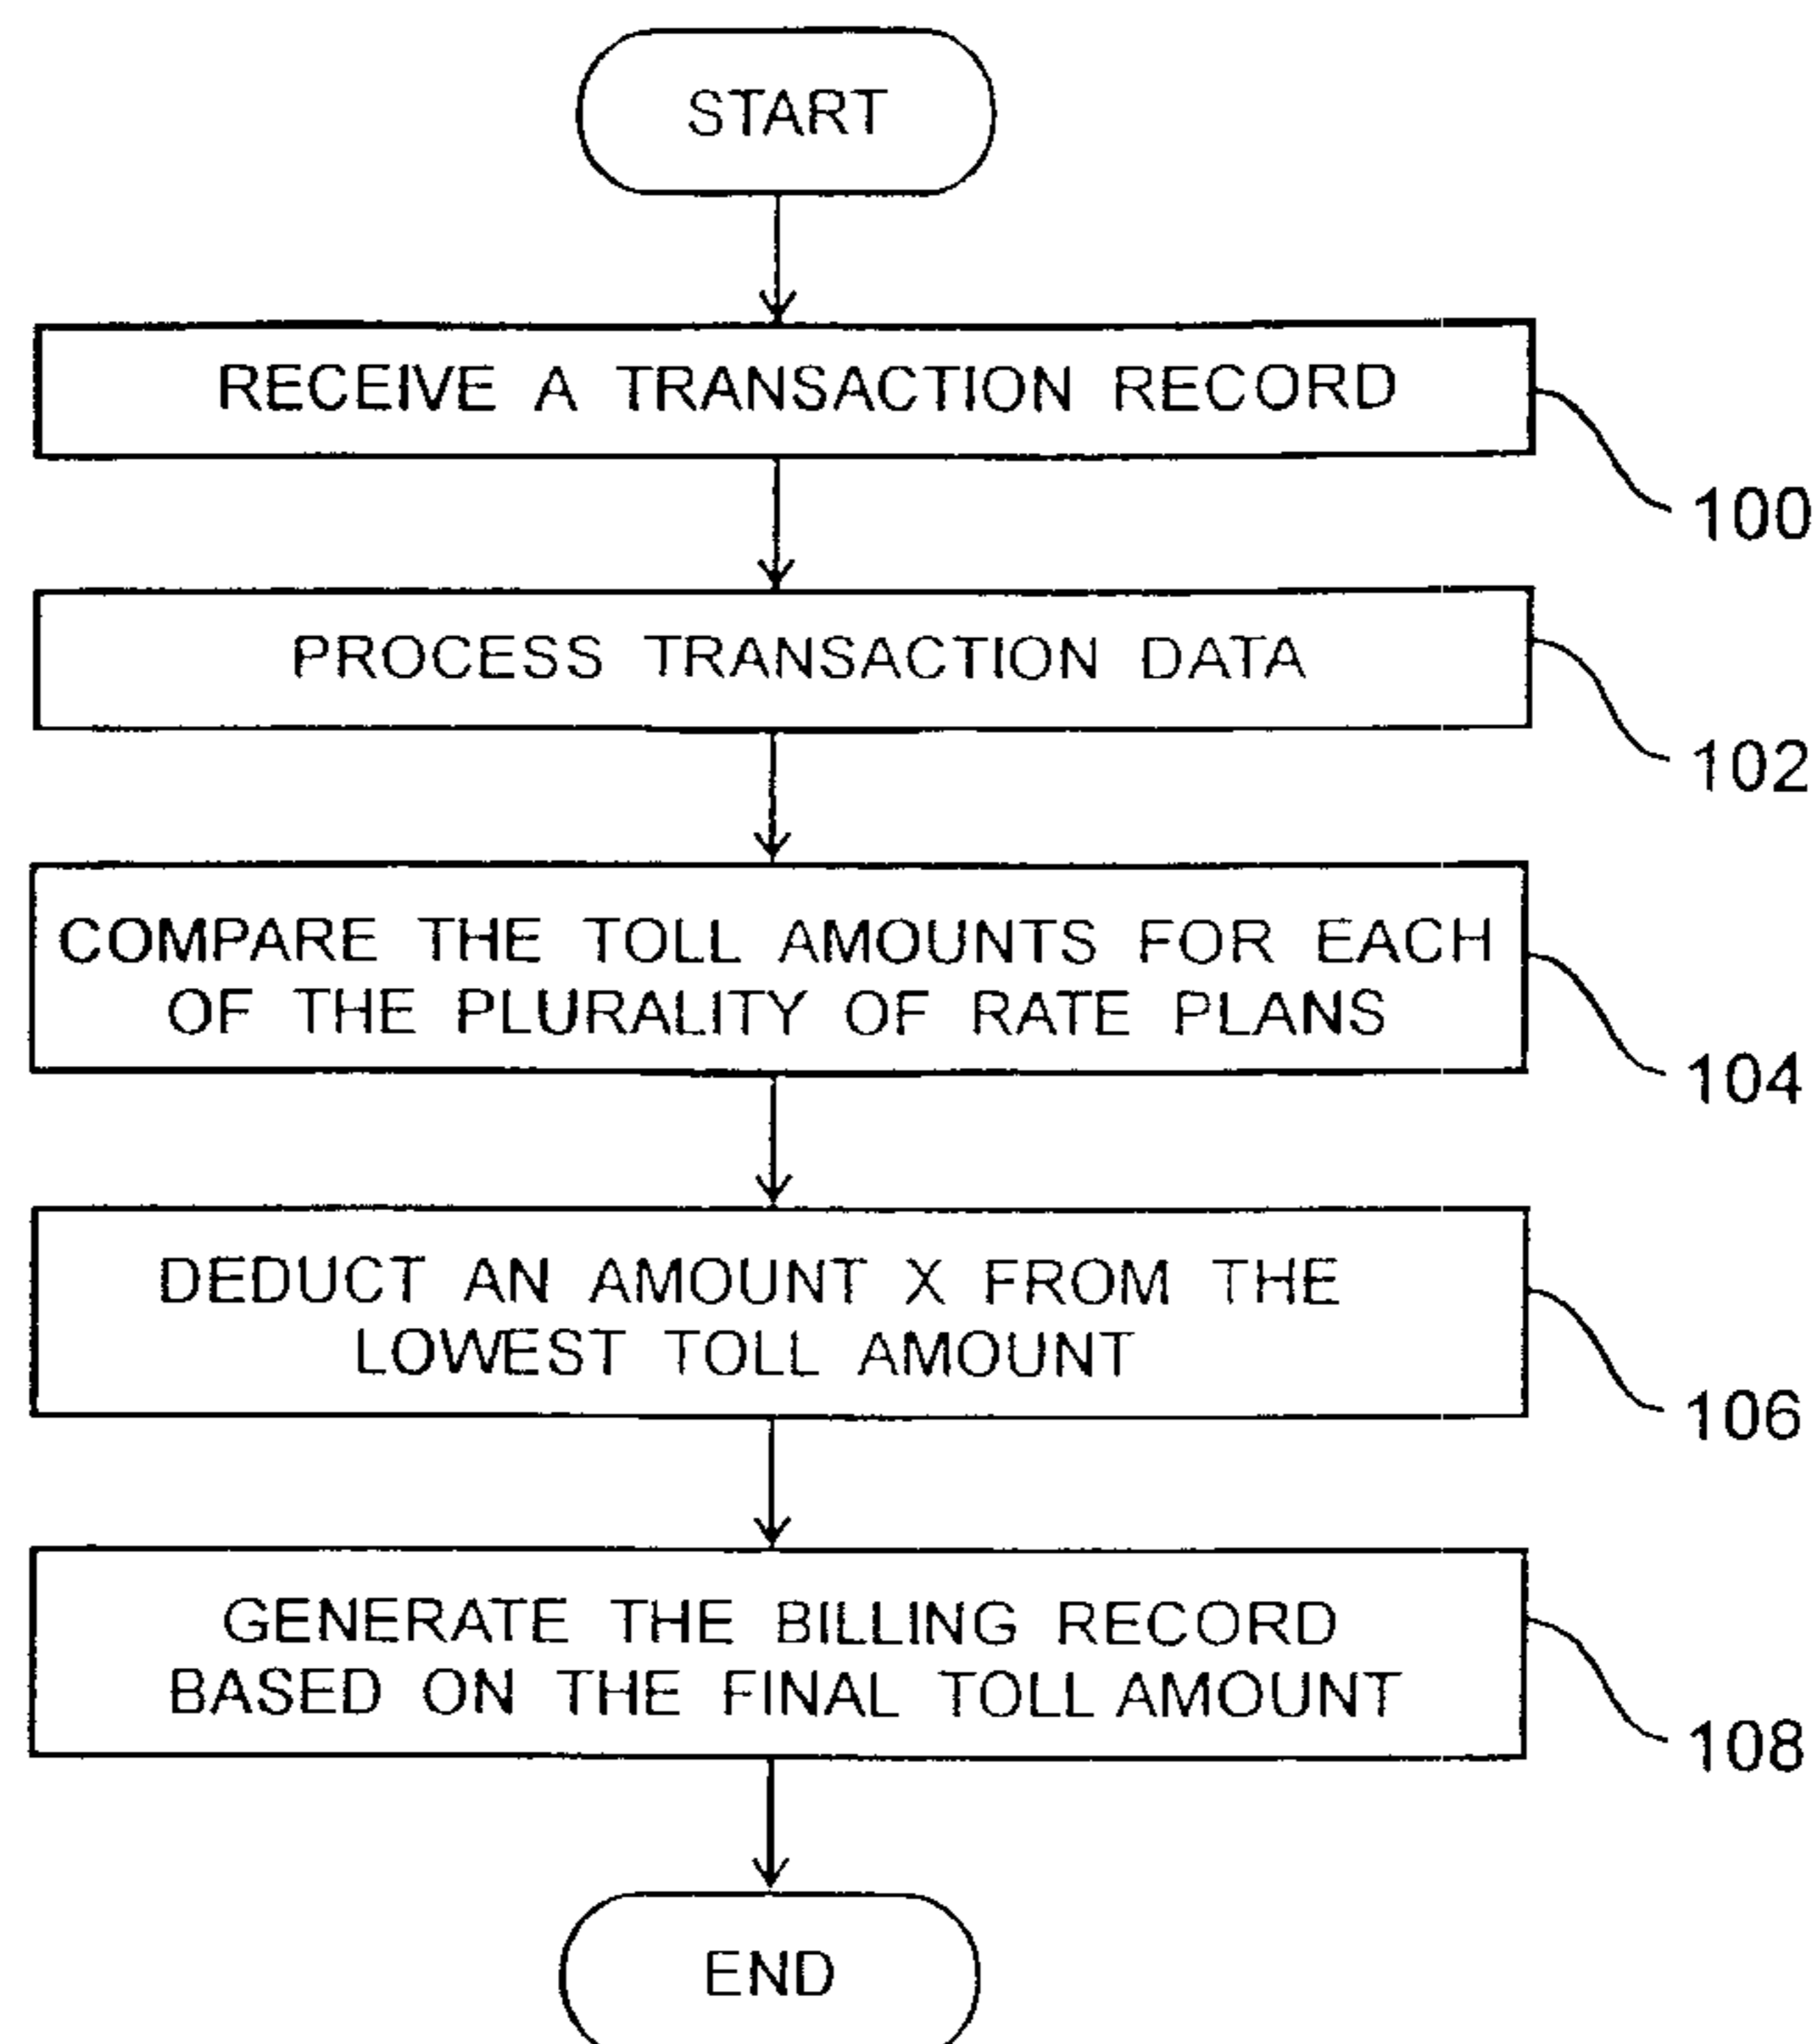 START
RECEIVE A TRANSACTION RECORD
100
PROCESS TRANSACTION DATA
102
COMPARE THE TOLL AMOUNTS FOR EACH
OF THE PLURALITY OF RATE PLANS
104
DEDUCT AN AMOUNT X FROM THE
LOWEST TOLL AMOUNT
106
GENERATE THE BILLING RECORD
BASED ON THE FINAL TOLL AMOUNT
108
END